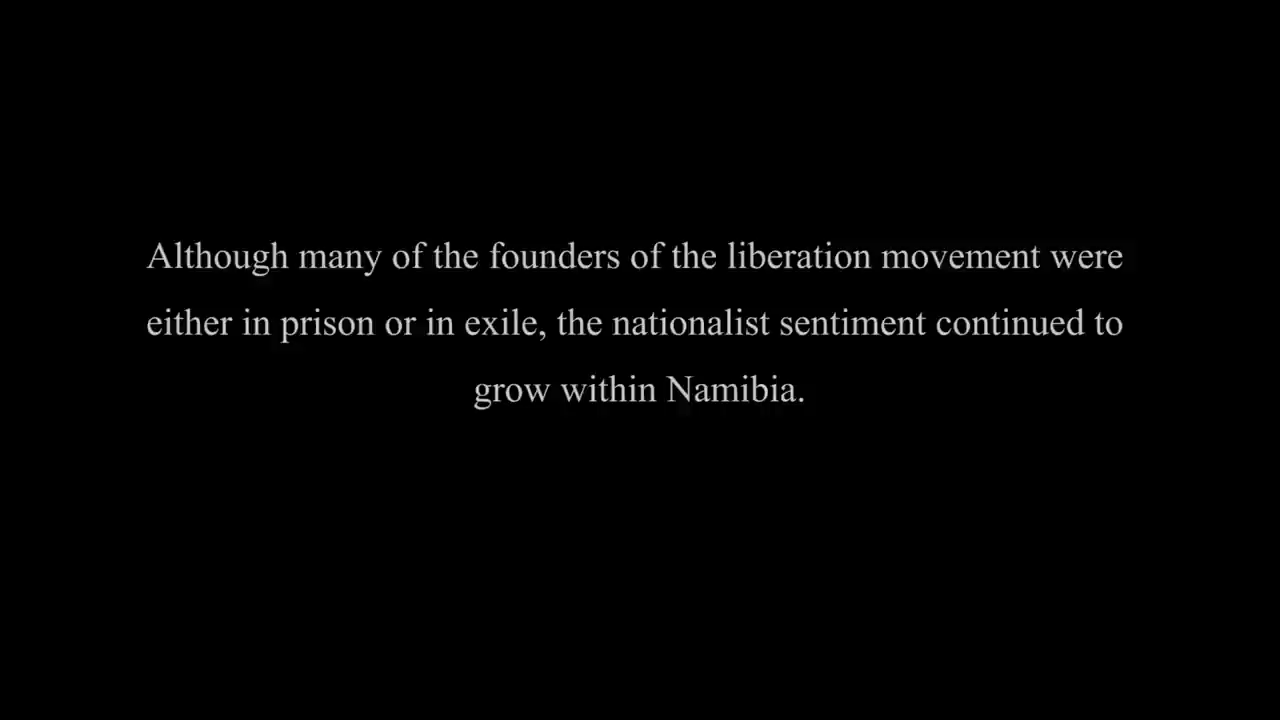 Although many of the founders of the liberation movement were
either in prison or in exile, the nationalist sentiment continued to
grow within Namibia.